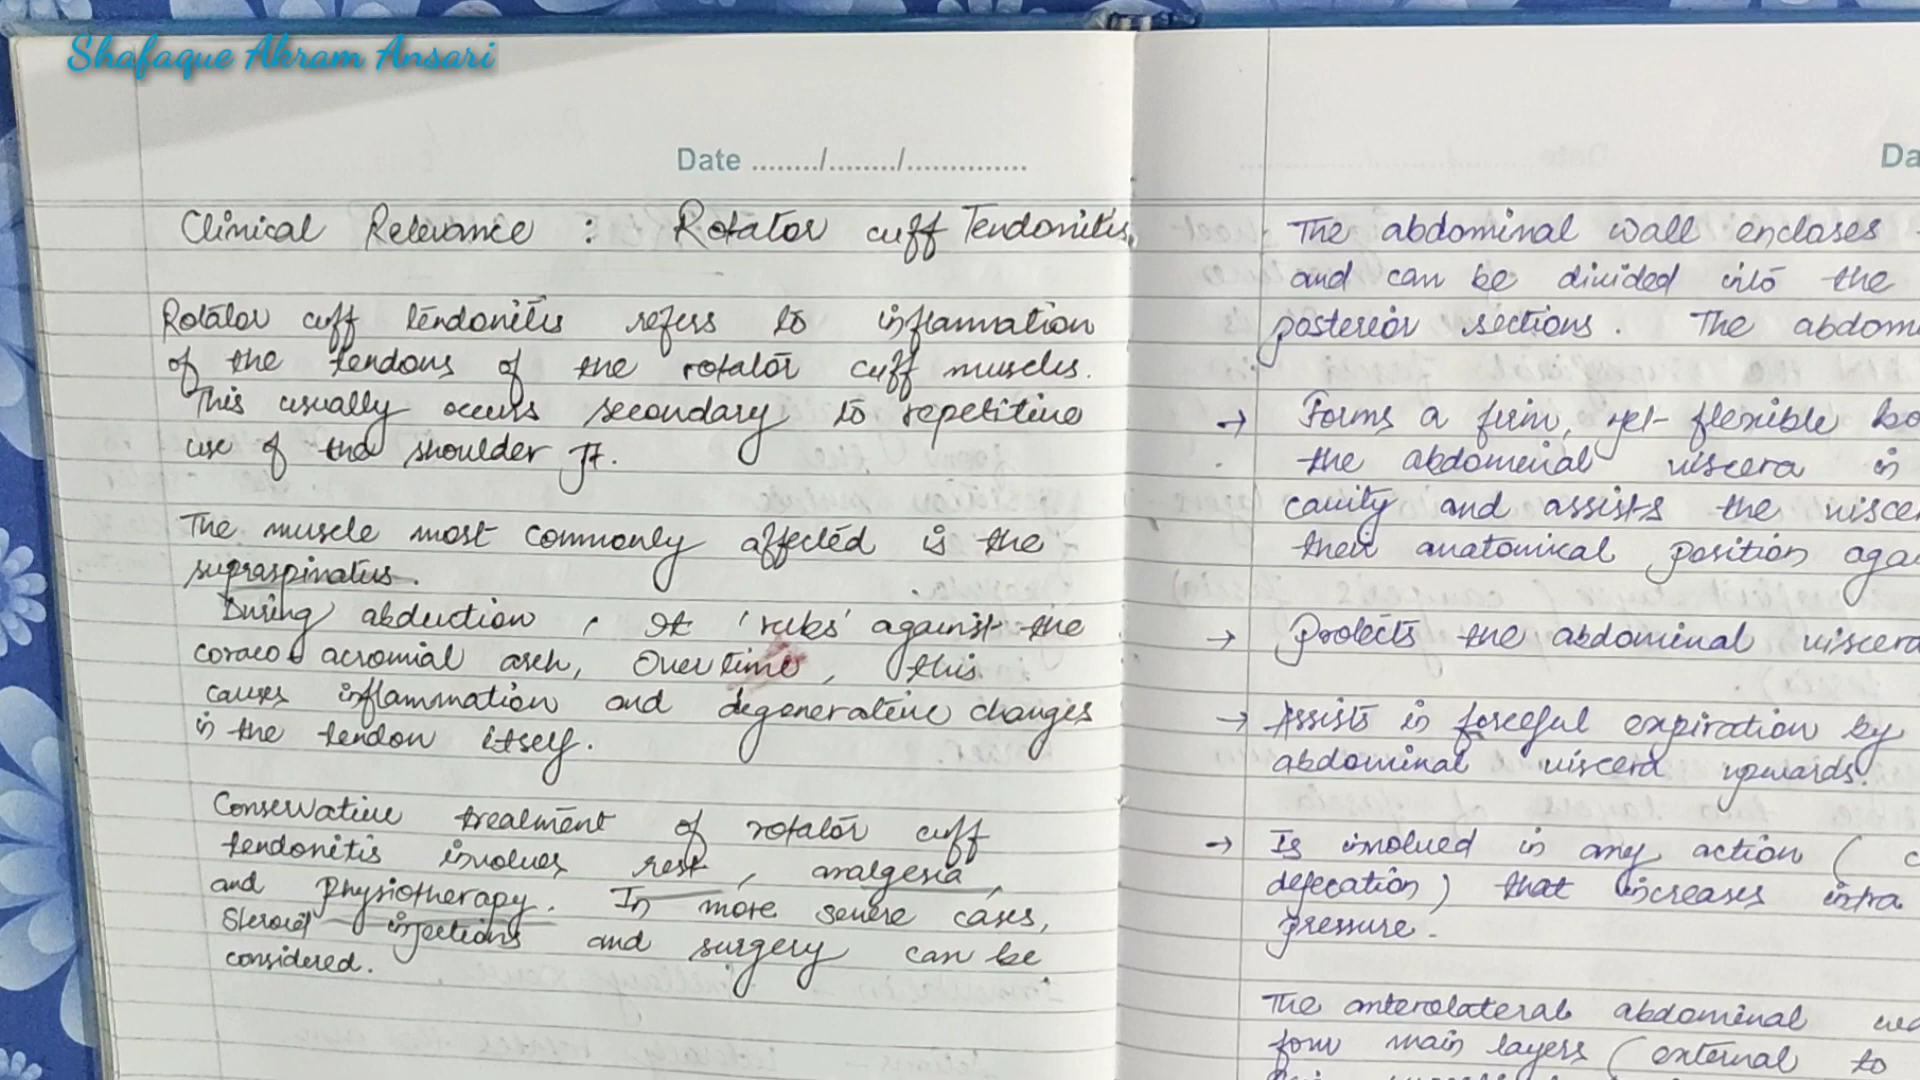 Shafaque Akram Ansari
Date ......../......../..............
Clinical Relevance : Rotator cuff Tendonitis
Rotator cuff tendonitis refers to inflammation
of the tendons of the rotator cuff muscles.
This usually occurs secondary to repetitive
use of the shoulder jt.
The muscle most commonly affected is the
supraspinatus.
During abduction, It 'rubs' against the
coraco acromial arch, Over time, this
causes inflammation and degenerative changes
in the tendon itself.
Conservative treatment of rotator cuff
tendonitis involves rest, analgesia,
and physiotherapy. In more severe cases,
Steroid injections and surgery can be
considered.
Da
The abdominal wall encloses
and can be divided into the
posterior sections. The abdom
→ Forms a firm, yet flexible bo
the abdominal viscera in
cavity and assists the visce
their anatomical position aga
→ Protects the abdominal viscera
→ Assists in forceful expiration by
abdominal viscera upwards.
→ Is involved in any action ( c
defecation) that increases intra
pressure.
The anterolateral abdominal wa
four main layers (external to